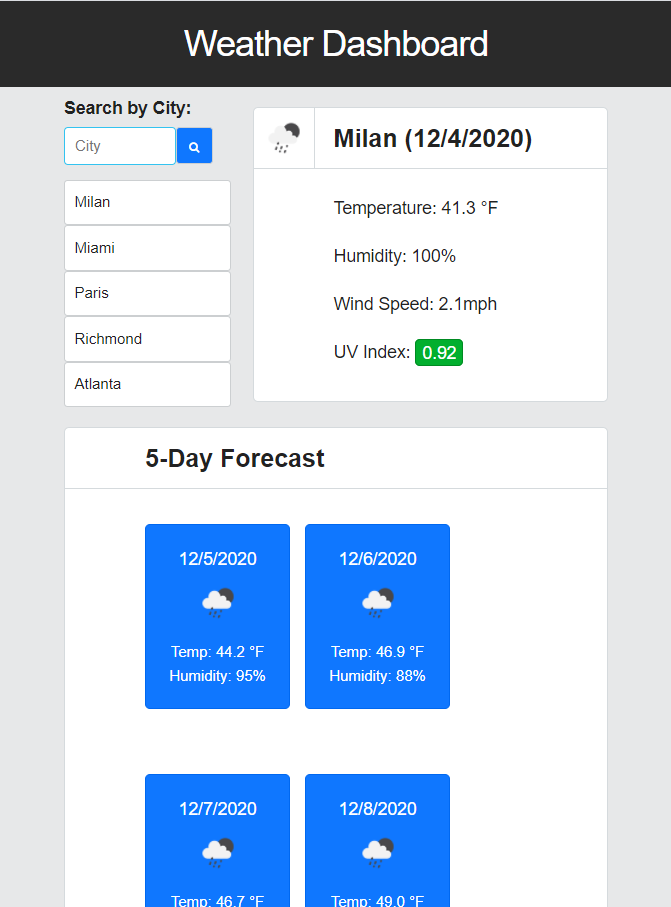 Weather Dashboard
Search by City:
City
Milan
Miami
Paris
Richmond
Atlanta
Milan (12/4/2020)
Temperature: 41.3 °F
Humidity: 100%
Wind Speed: 2.1mph
UV Index: 0.92
5-Day Forecast
12/5/2020
Temp: 44.2 °F
Humidity: 95%
12/6/2020
Temp: 46.9 °F
Humidity: 88%
12/7/2020
Temp: 46.7 °F
12/8/2020
Temp: 49.0 °F